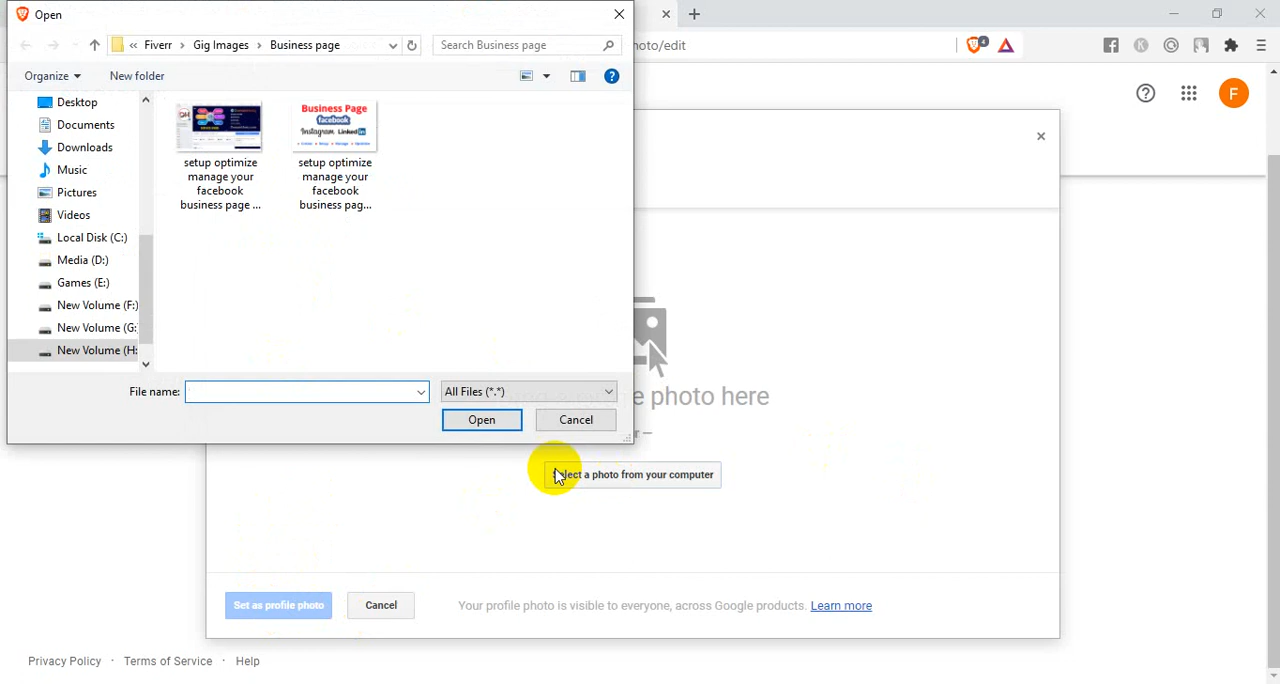 Open
hoto/edit
4
« Fiverr > Gig Images > Business page
Search Business page
Organize
New folder
?
F
Desktop
Documents
Downloads
Music
Pictures
Videos
Local Disk (C:)
Media (D:)
Games (E:)
New Volume (F:)
New Volume (G:
New Volume (H:
setup optimize
manage your
facebook
business page ...
Business Page
facebook
Instagram LinkedIn
setup optimize
manage your
facebook
business pag...
File name:
All Files (*.*)
Open
Cancel
e photo here
r —
lect a photo from your computer
Set as profile photo
Cancel
Your profile photo is visible to everyone, across Google products. Learn more
Privacy Policy · Terms of Service · Help